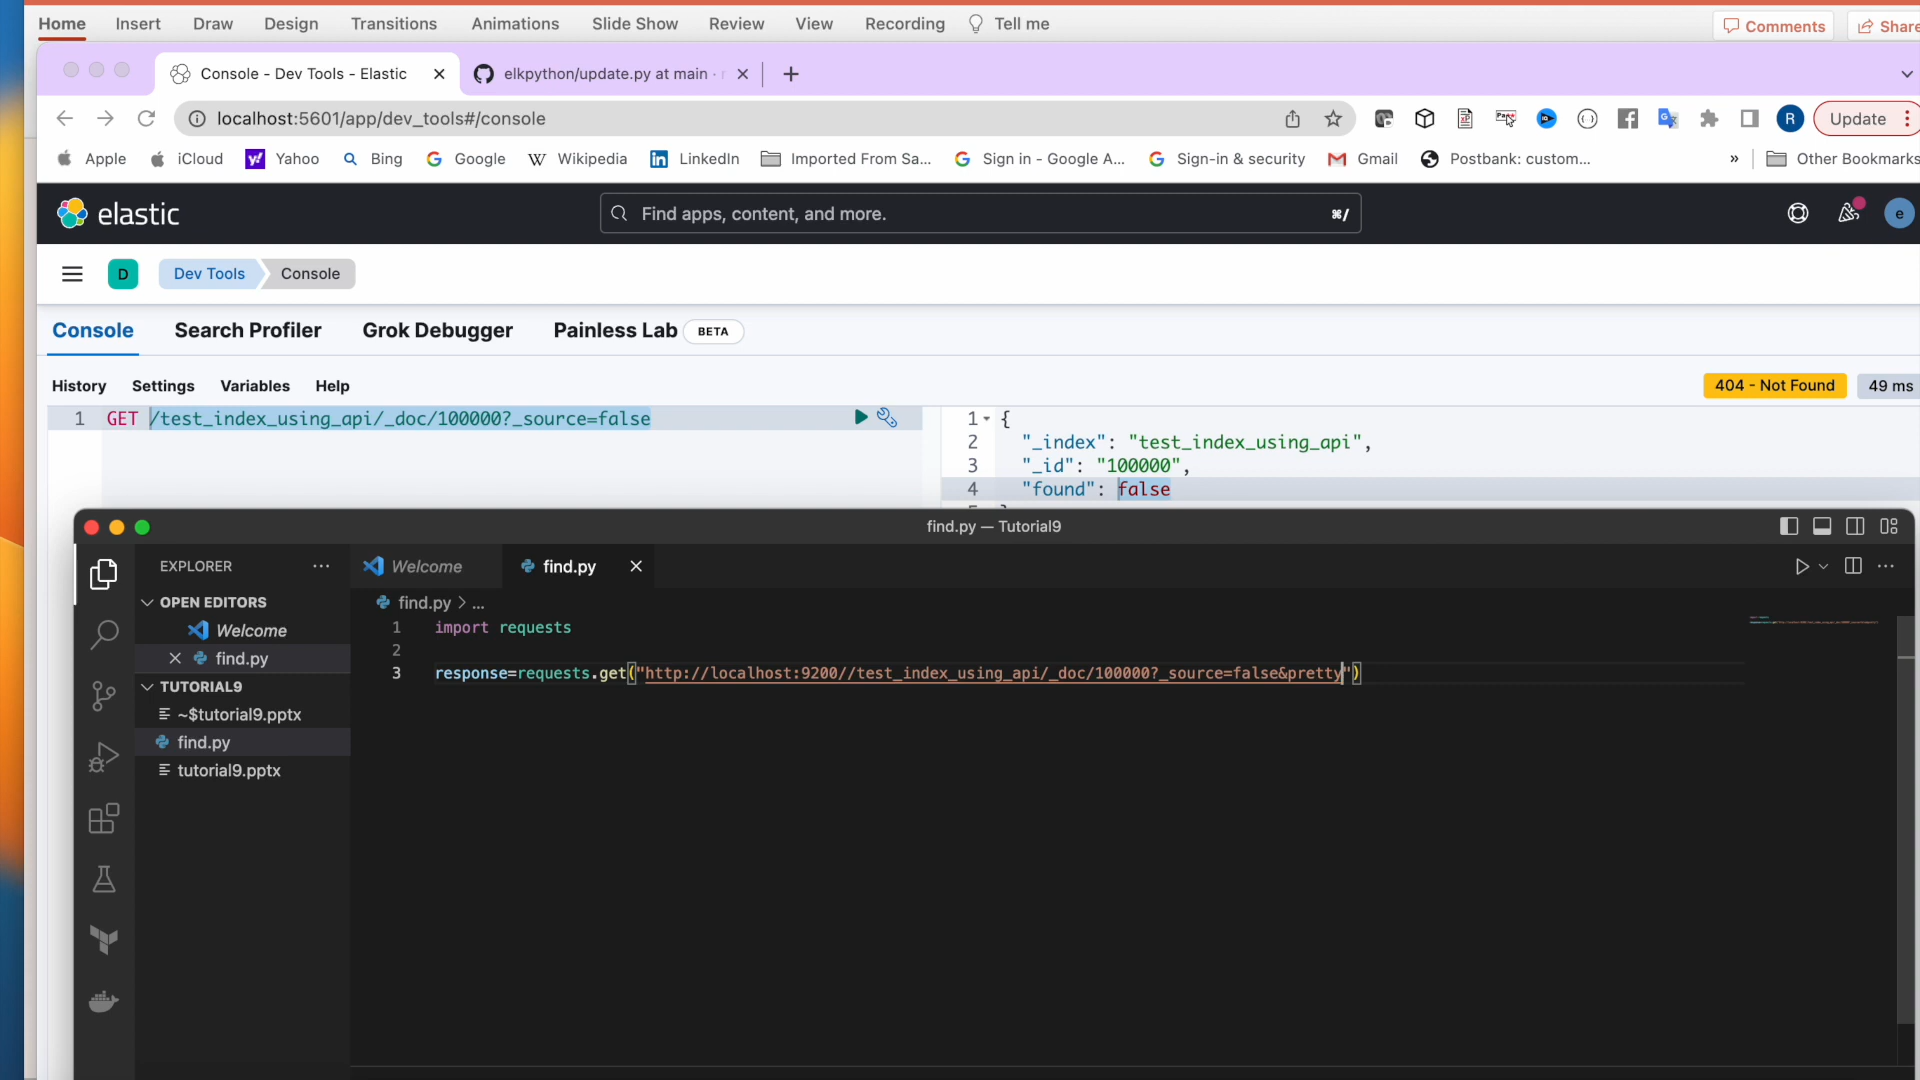 Home Insert Draw Design Transitions Animations Slide Show Review View Recording Tell me Comments Share
Console - Dev Tools - Elastic elkpython/update.py at main
localhost:5601/app/dev_tools#/console Update
Apple iCloud Yahoo Bing Google Wikipedia LinkedIn Imported From Sa... Sign in - Google A... Sign-in & security Gmail Postbank: custom... » Other Bookmarks
elastic Find apps, content, and more. ⌘/ e
D Dev Tools Console
Console Search Profiler Grok Debugger Painless Lab BETA
History Settings Variables Help 404 - Not Found 49 ms
1 GET /test_index_using_api/_doc/100000?_source=false
1 {
2 "_index": "test_index_using_api",
3 "_id": "100000",
4 "found": false
find.py — Tutorial9
EXPLORER ... Welcome find.py
OPEN EDITORS
Welcome
find.py
TUTORIAL9
~$tutorial9.pptx
find.py
tutorial9.pptx
find.py > ...
1 import requests
2
3 response=requests.get("http://localhost:9200//test_index_using_api/_doc/100000?_source=false&pretty")